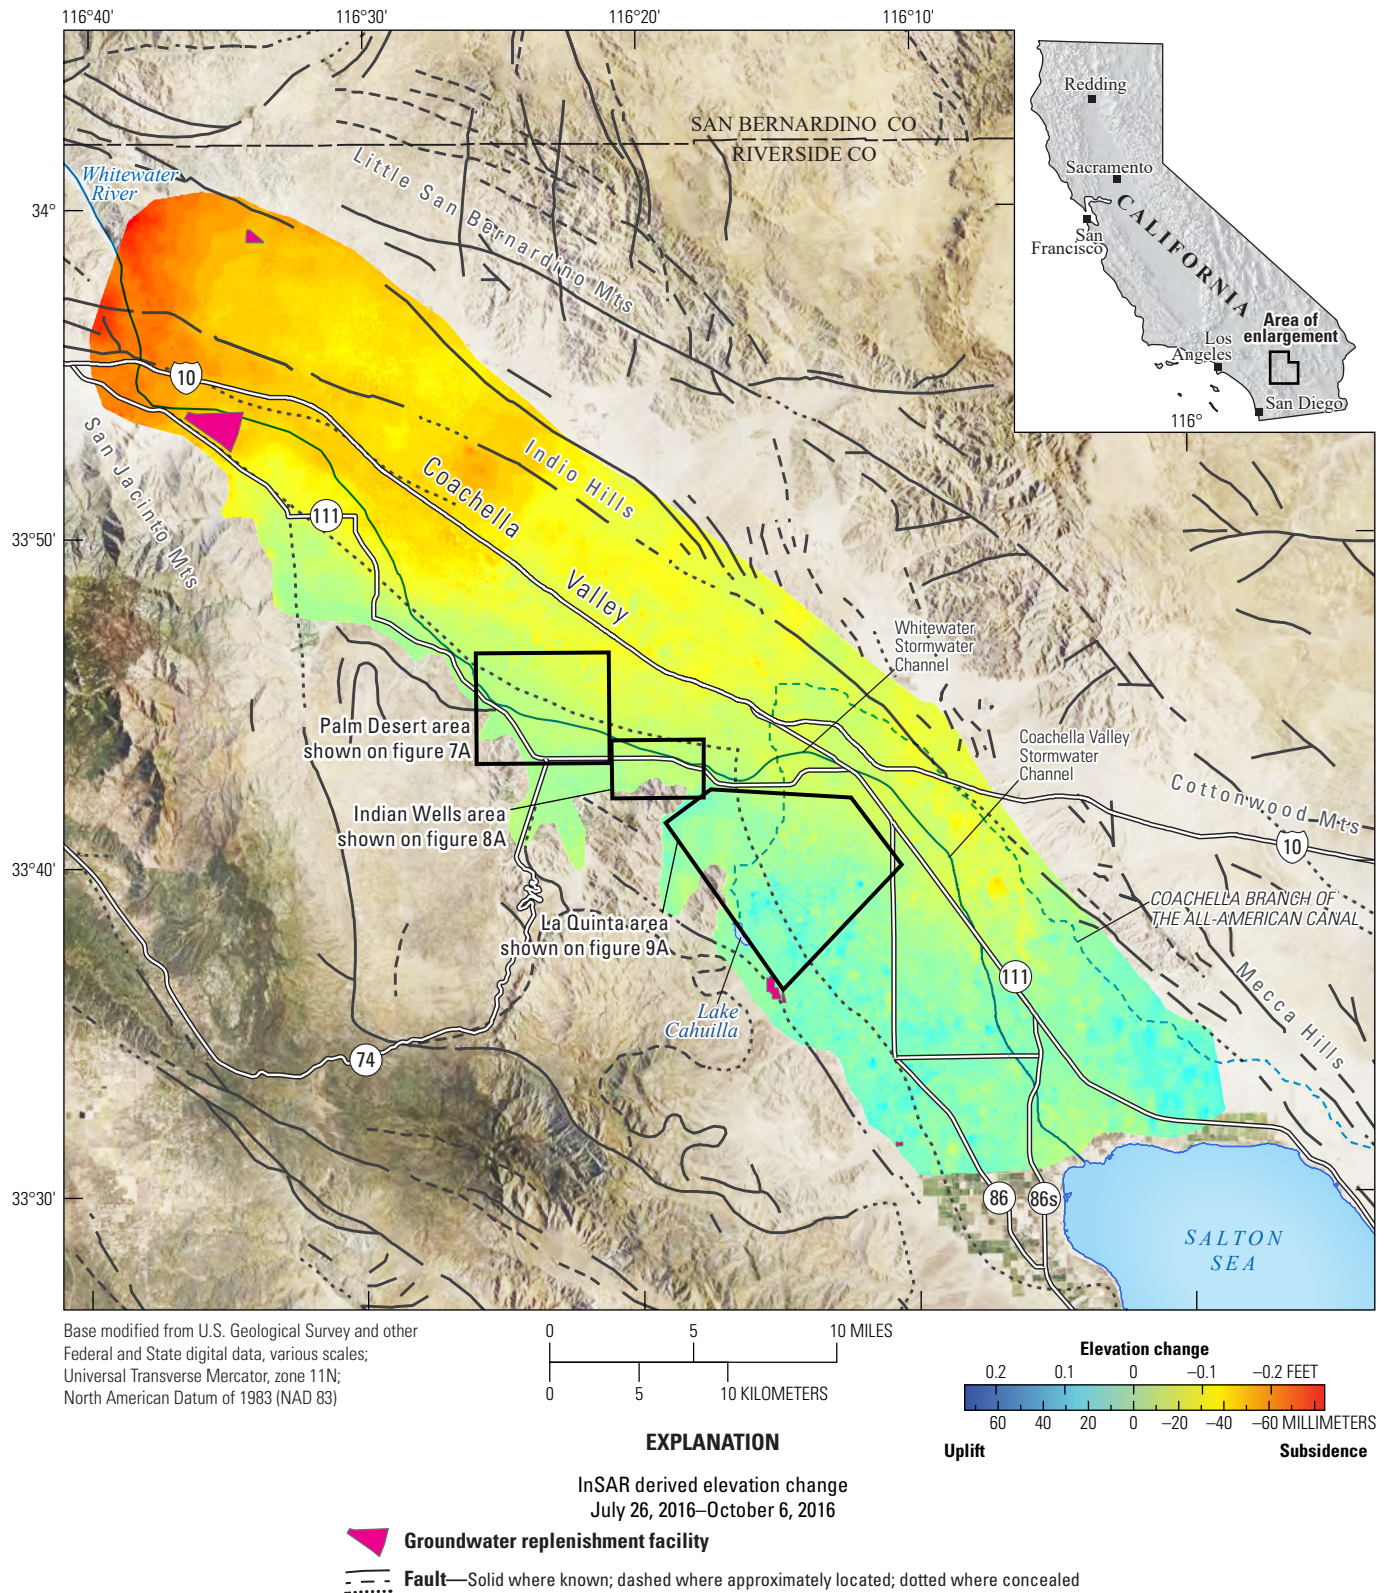 116°40'
116°30'
116°20'
116°10'
34°
33°50'
33°40'
33°30'
SAN BERNARDINO CO
RIVERSIDE CO
Whitewater
River
Little San Bernardino Mts
10
San Jacinto Mts
111
Coachella
Valley
Indio Hills
Whitewater
Stormwater
Channel
Palm Desert area
shown on figure 7A
Indian Wells area
shown on figure 8A
La Quinta area
shown on figure 9A
Coachella Valley
Stormwater
Channel
Cottonwood Mts
10
COACHELLA BRANCH OF
THE ALL-AMERICAN CANAL
Mecca Hills
111
Lake
Cahuilla
74
86
86s
SALTON
SEA
Redding
Sacramento
San
Francisco
CALIFORNIA
Los
Angeles
Area of
enlargement
San Diego
116°
Base modified from U.S. Geological Survey and other
Federal and State digital data, various scales;
Universal Transverse Mercator, zone 11N;
North American Datum of 1983 (NAD 83)
0 5 10 MILES
0 5 10 KILOMETERS
Elevation change
0.2 0.1 0 –0.1 –0.2 FEET
60 40 20 0 –20 –40 –60 MILLIMETERS
Uplift Subsidence
EXPLANATION
InSAR derived elevation change
July 26, 2016–October 6, 2016
Groundwater replenishment facility
Fault—Solid where known; dashed where approximately located; dotted where concealed